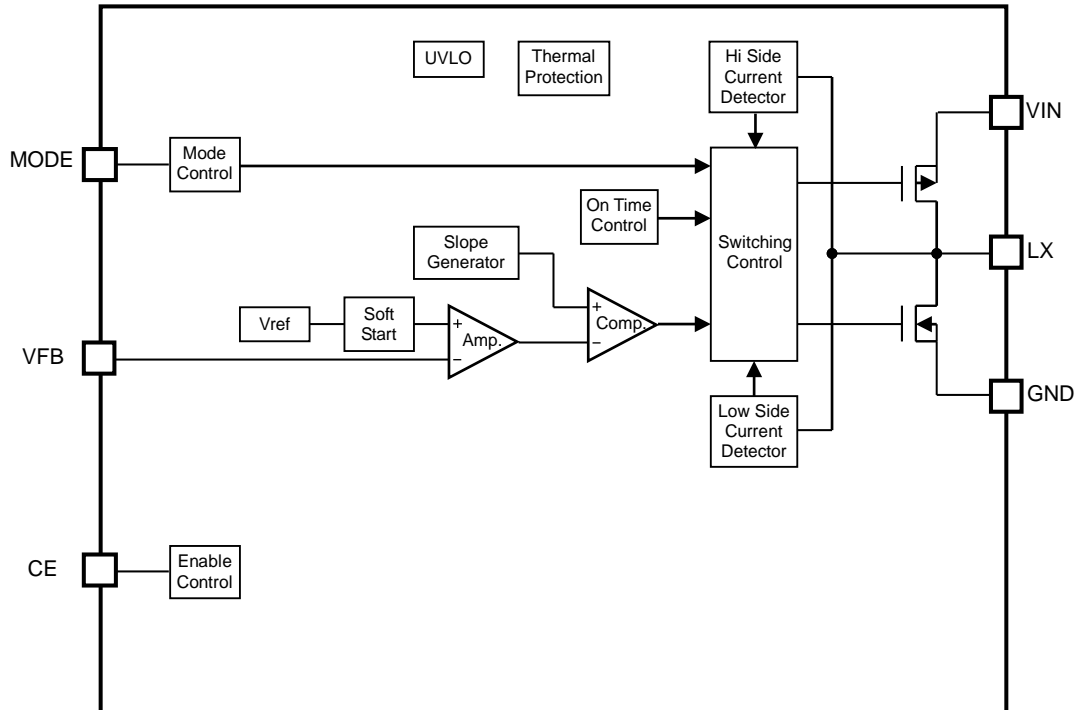 UVLO
Thermal
Protection
Hi Side
Current
Detector
VIN
MODE
Mode
Control
On Time
Control
Switching
Control
LX
Slope
Generator
+
−
Comp.
Vref
Soft
Start
+
−
Amp.
VFB
GND
Low Side
Current
Detector
CE
Enable
Control